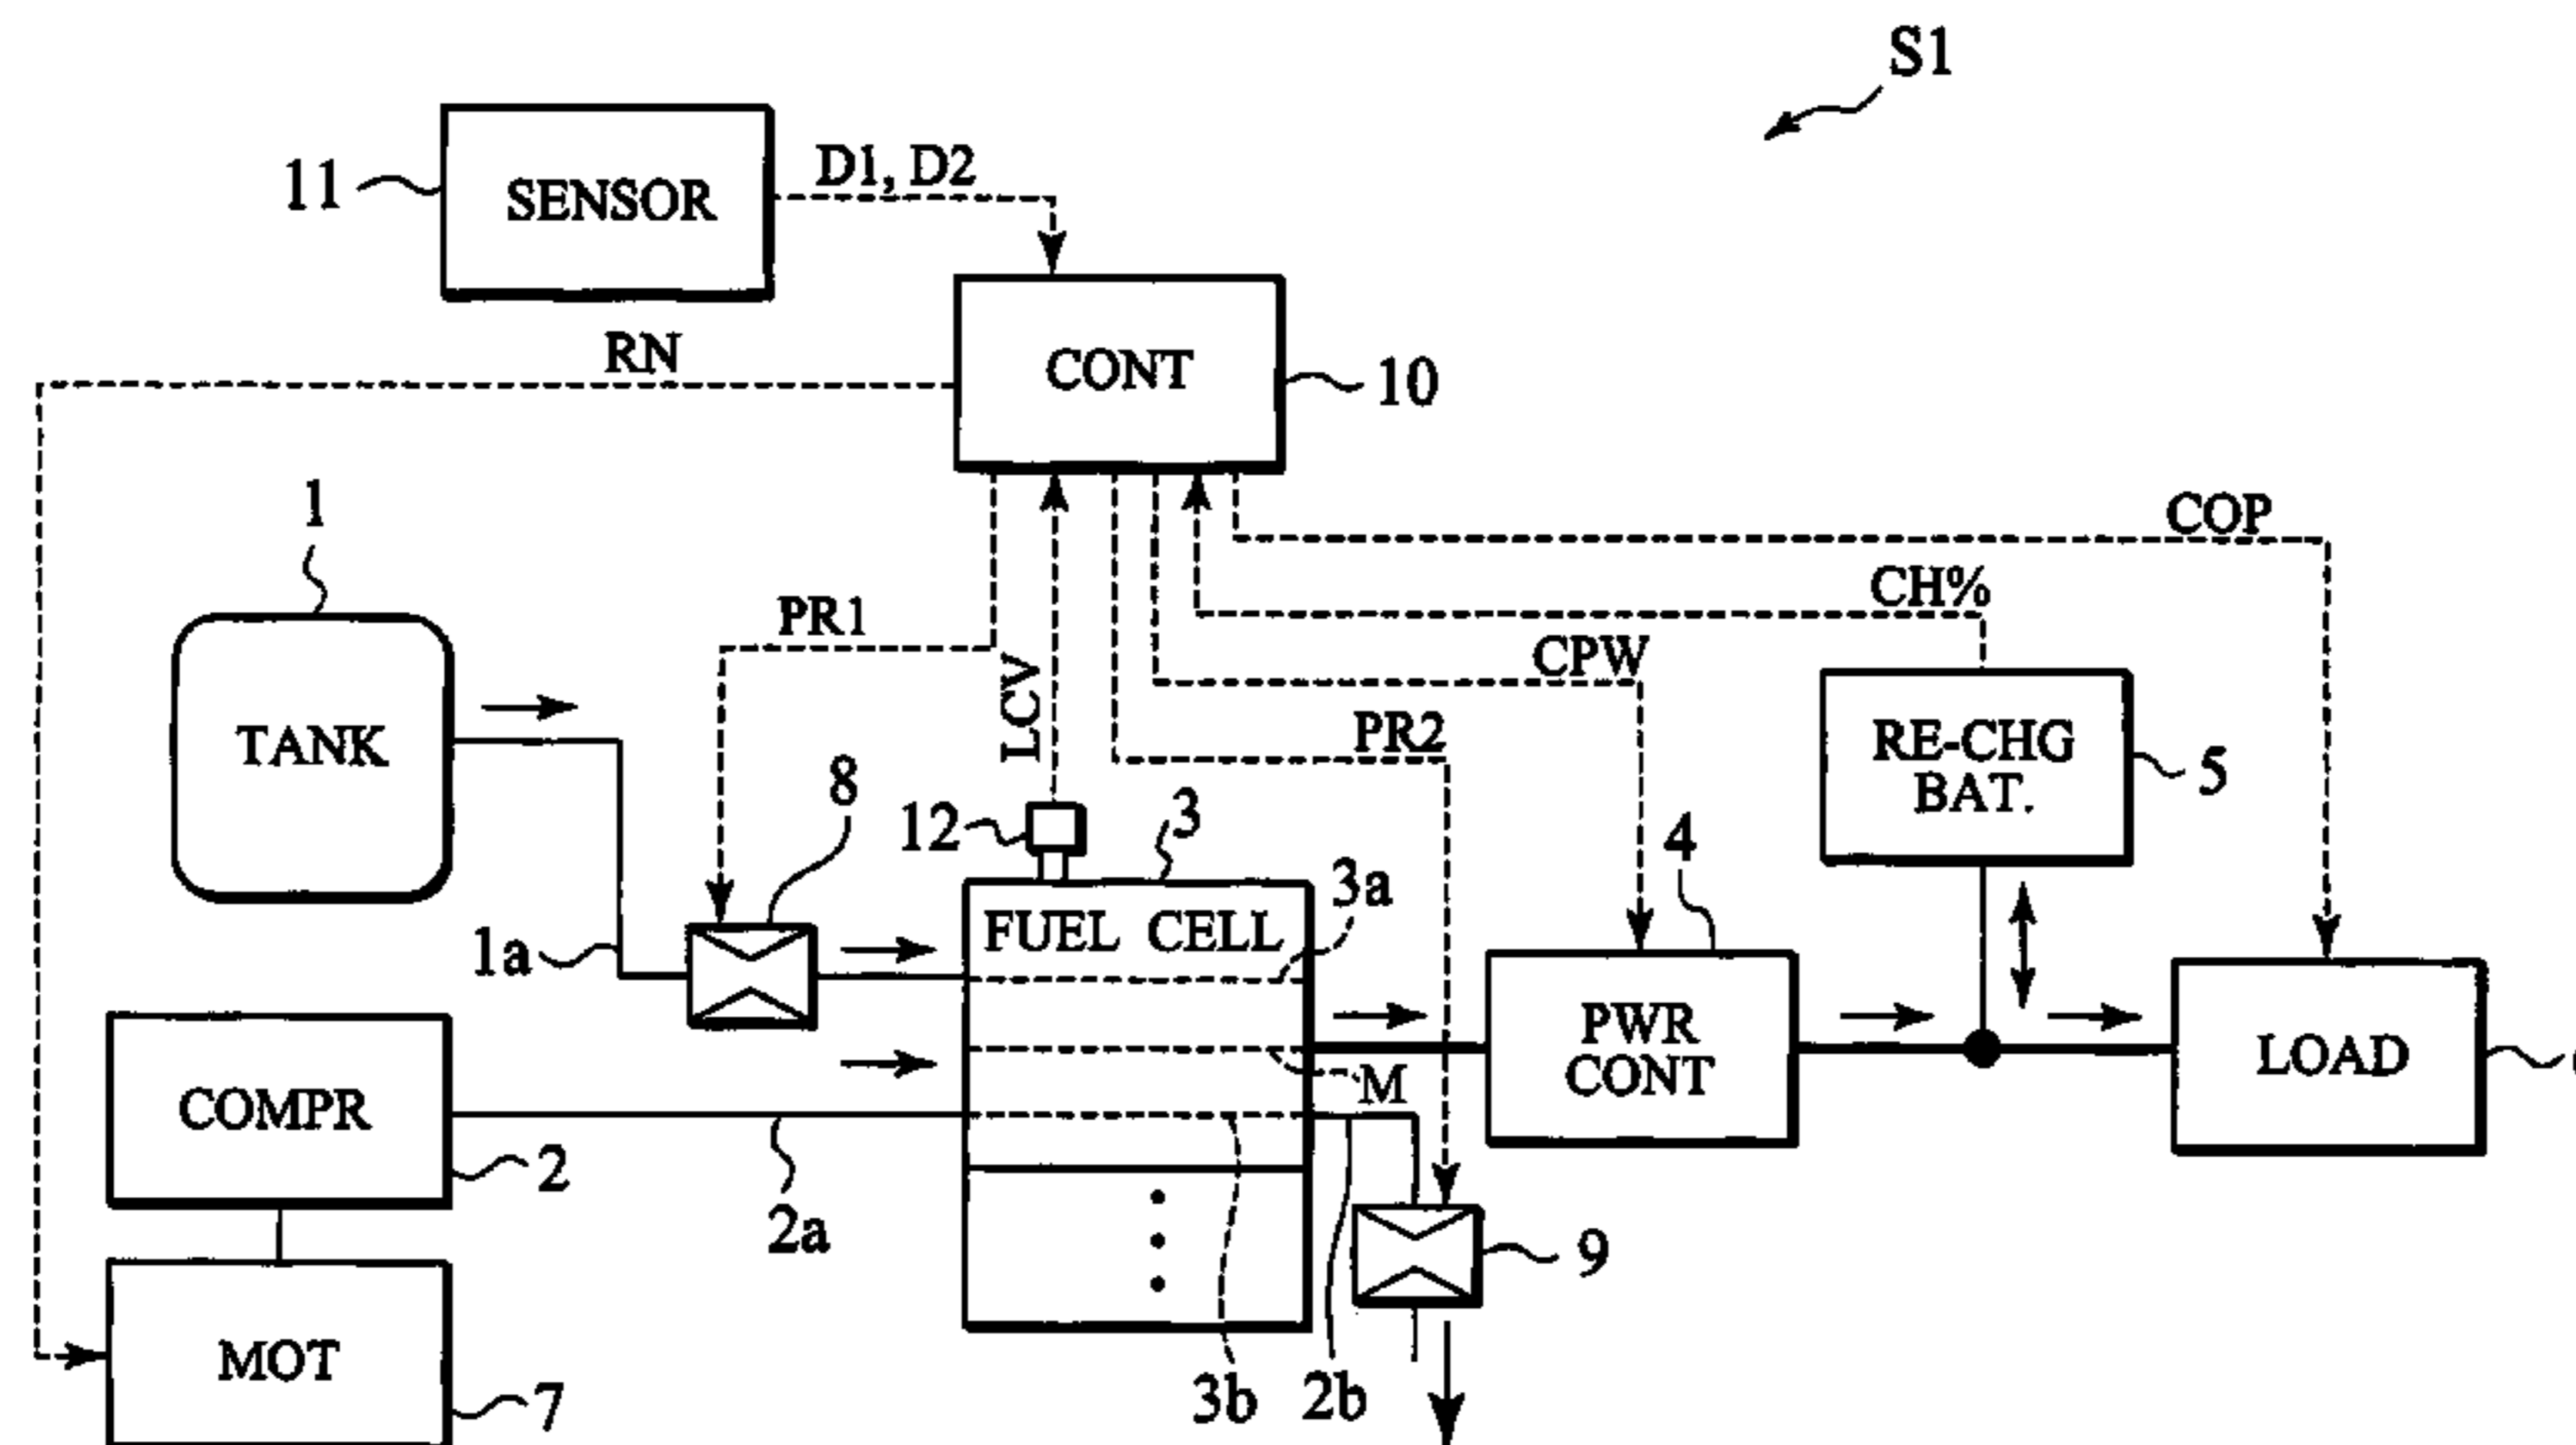 S1
11
SENSOR
D1, D2
RN
CONT
10
COP
1
CH%
PR1
CPW
LCV
PR2
TANK
RE-CHG
BAT.
5
8
12
3
4
3a
FUEL CELL
1a
PWR
CONT
LOAD
M
COMPR
2
2a
9
MOT
7
3b
2b